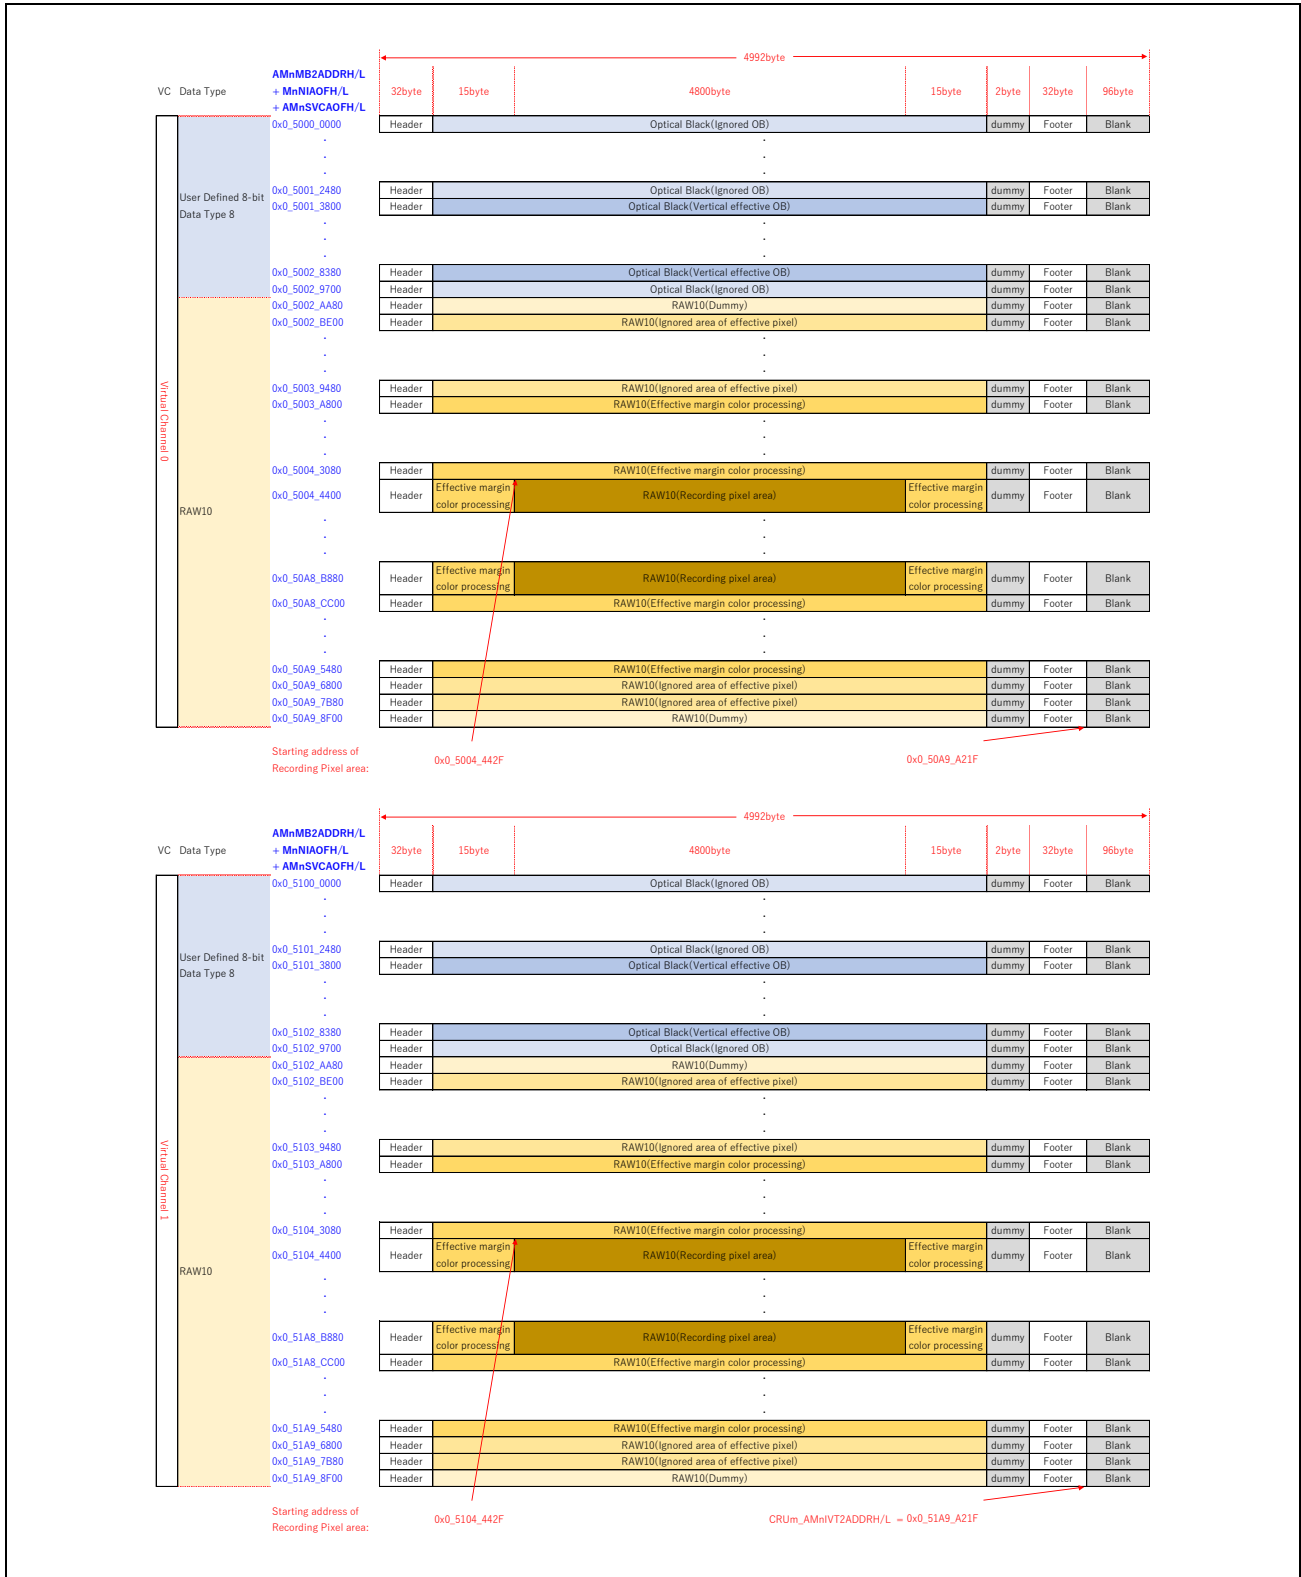 4992byte
AMnMB2ADDRH/L
VC Data Type + MnNIAOFH/L 32byte 15byte 4800byte 15byte 2byte 32byte 96byte
+ AMnSVCAOFH/L
0x0_5000_0000 Header Optical Black(Ignored OB) dummy Footer Blank
.
.
.
0x0_5001_2480 Header Optical Black(Ignored OB) dummy Footer Blank
User Defined 8-bit
Data Type 8
0x0_5001_3800 Header Optical Black(Vertical effective OB) dummy Footer Blank
.
.
.
0x0_5002_8380 Header Optical Black(Vertical effective OB) dummy Footer Blank
0x0_5002_9700 Header Optical Black(Ignored OB) dummy Footer Blank
0x0_5002_AA80 Header RAW10(Dummy) dummy Footer Blank
0x0_5002_BE00 Header RAW10(Ignored area of effective pixel) dummy Footer Blank
.
.
.
0x0_5003_9480 Header RAW10(Ignored area of effective pixel) dummy Footer Blank
0x0_5003_A800 Header RAW10(Effective margin color processing) dummy Footer Blank
Virtual Channel 0
.
.
.
0x0_5004_3080 Header RAW10(Effective margin color processing) dummy Footer Blank
0x0_5004_4400 Header Effective margin color processing RAW10(Recording pixel area) Effective margin color processing dummy Footer Blank
RAW10
.
.
.
0x0_50A8_B880 Header Effective margin color processing RAW10(Recording pixel area) Effective margin color processing dummy Footer Blank
0x0_50A8_CC00 Header RAW10(Effective margin color processing) dummy Footer Blank
.
.
.
0x0_50A9_5480 Header RAW10(Effective margin color processing) dummy Footer Blank
0x0_50A9_6800 Header RAW10(Ignored area of effective pixel) dummy Footer Blank
0x0_50A9_7B80 Header RAW10(Ignored area of effective pixel) dummy Footer Blank
0x0_50A9_8F00 Header RAW10(Dummy) dummy Footer Blank
Starting address of
Recording Pixel area: 0x0_5004_442F 0x0_50A9_A21F
4992byte
AMnMB2ADDRH/L
VC Data Type + MnNIAOFH/L 32byte 15byte 4800byte 15byte 2byte 32byte 96byte
+ AMnSVCAOFH/L
0x0_5100_0000 Header Optical Black(Ignored OB) dummy Footer Blank
.
.
.
0x0_5101_2480 Header Optical Black(Ignored OB) dummy Footer Blank
User Defined 8-bit
Data Type 8
0x0_5101_3800 Header Optical Black(Vertical effective OB) dummy Footer Blank
.
.
.
0x0_5102_8380 Header Optical Black(Vertical effective OB) dummy Footer Blank
0x0_5102_9700 Header Optical Black(Ignored OB) dummy Footer Blank
0x0_5102_AA80 Header RAW10(Dummy) dummy Footer Blank
0x0_5102_BE00 Header RAW10(Ignored area of effective pixel) dummy Footer Blank
.
.
.
0x0_5103_9480 Header RAW10(Ignored area of effective pixel) dummy Footer Blank
0x0_5103_A800 Header RAW10(Effective margin color processing) dummy Footer Blank
Virtual Channel 1
.
.
.
0x0_5104_3080 Header RAW10(Effective margin color processing) dummy Footer Blank
0x0_5104_4400 Header Effective margin color processing RAW10(Recording pixel area) Effective margin color processing dummy Footer Blank
RAW10
.
.
.
0x0_51A8_B880 Header Effective margin color processing RAW10(Recording pixel area) Effective margin color processing dummy Footer Blank
0x0_51A8_CC00 Header RAW10(Effective margin color processing) dummy Footer Blank
.
.
.
0x0_51A9_5480 Header RAW10(Effective margin color processing) dummy Footer Blank
0x0_51A9_6800 Header RAW10(Ignored area of effective pixel) dummy Footer Blank
0x0_51A9_7B80 Header RAW10(Ignored area of effective pixel) dummy Footer Blank
0x0_51A9_8F00 Header RAW10(Dummy) dummy Footer Blank
Starting address of
Recording Pixel area: 0x0_5104_442F CRUm_AMnIVT2ADDRH/L = 0x0_51A9_A21F